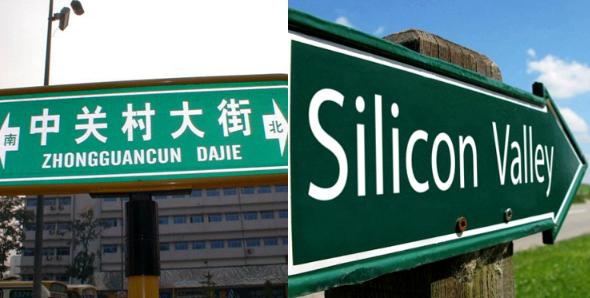 南 中关村大街 北
ZHONGGUANCUN DAJIE
Silicon Valley